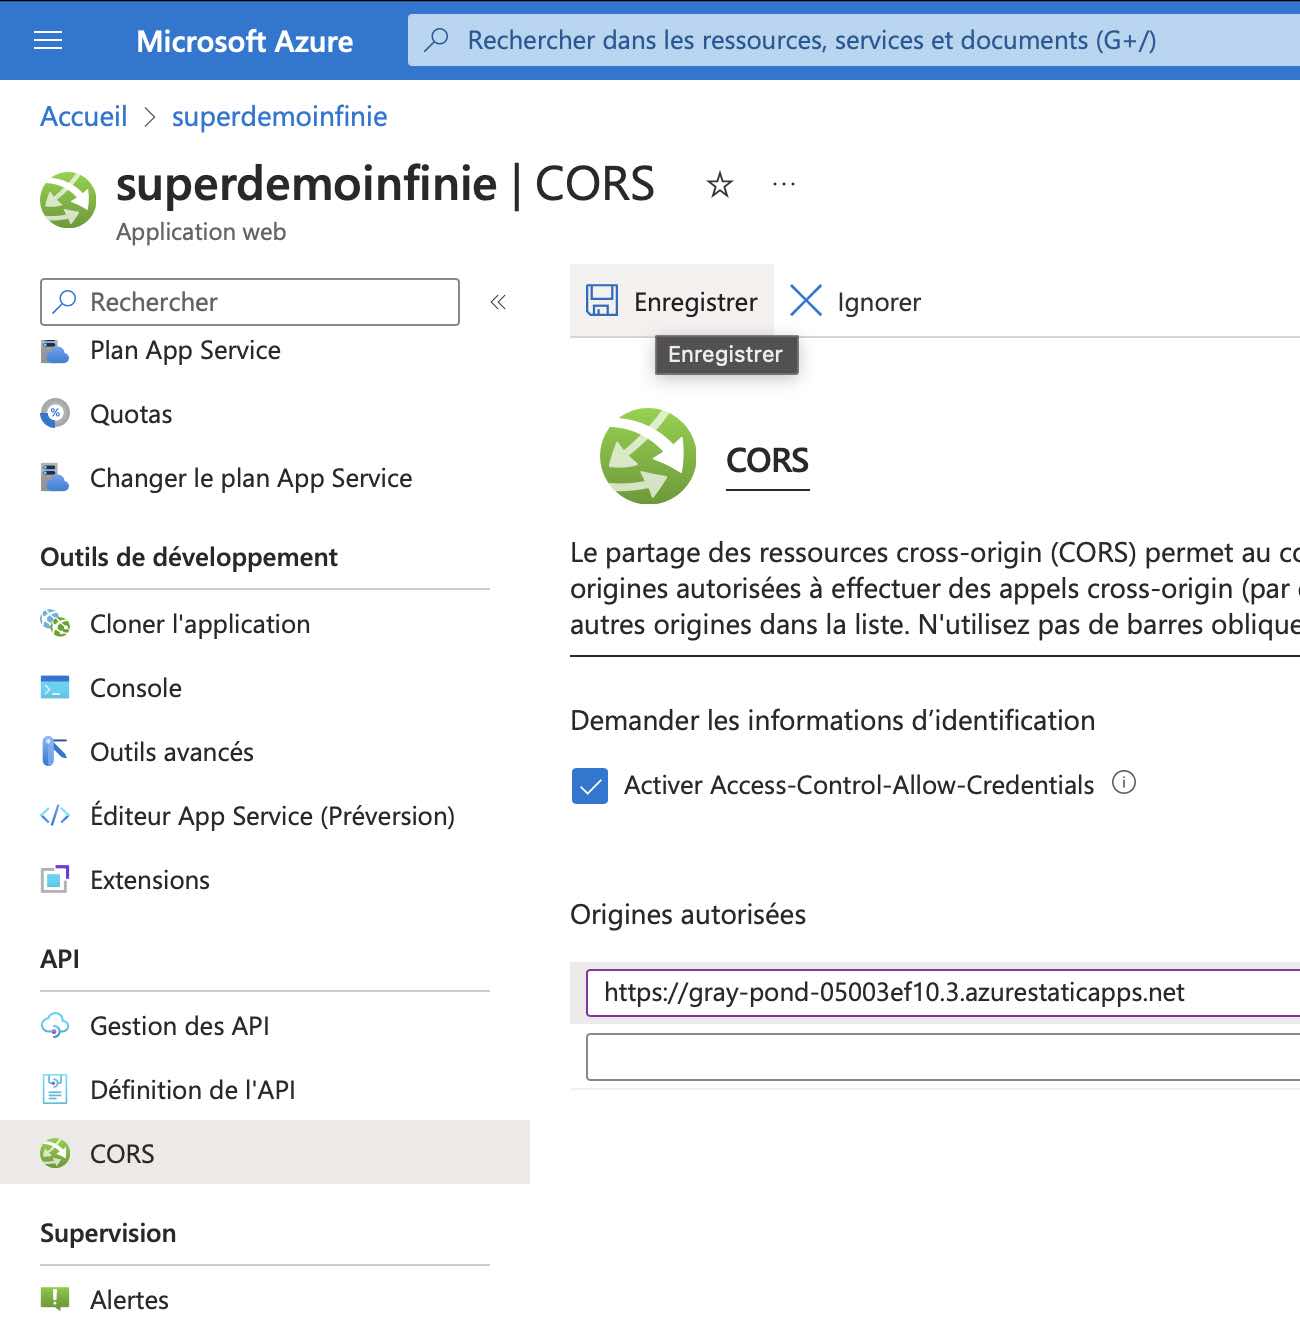 Microsoft Azure
Rechercher dans les ressources, services et documents (G+/)
Accueil > superdemoinfinie
superdemoinfinie | CORS
Application web
Rechercher
Plan App Service
Quotas
Changer le plan App Service
Outils de développement
Cloner l'application
Console
Outils avancés
Éditeur App Service (Préversion)
Extensions
API
Gestion des API
Définition de l'API
CORS
Supervision
Alertes
Enregistrer
Ignorer
Enregistrer
CORS
Le partage des ressources cross-origin (CORS) permet au
origines autorisées à effectuer des appels cross-origin (par
autres origines dans la liste. N'utilisez pas de barres
Demander les informations d’identification
Activer Access-Control-Allow-Credentials
Origines autorisées
https://gray-pond-05003ef10.3.azurestaticapps.net